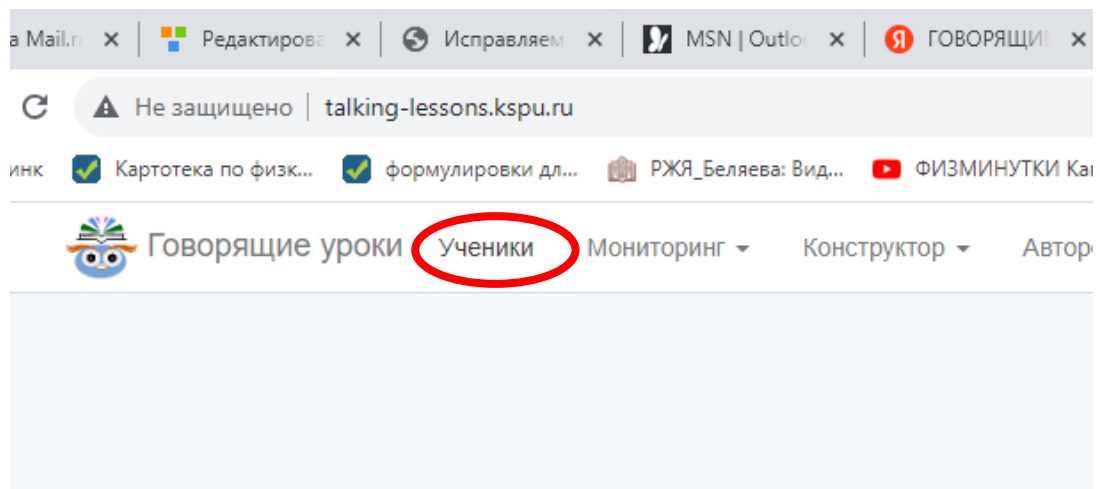 a Mail.ru Редактирова Исправляем MSN | Outlo ГОВОРЯЩИЕ
Не защищено talking-lessons.kspu.ru
инк Картотека по физк... формулировки дл... РЖЯ_Беляева: Вид... ФИЗМИНУТКИ Ка
Говорящие уроки Ученики Мониторинг Конструктор Автор